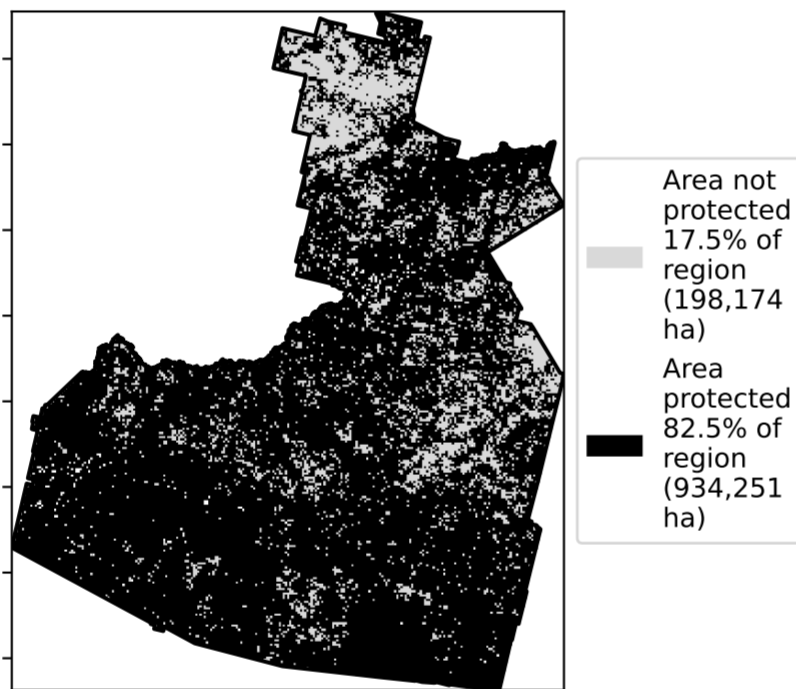 Area not
protected
17.5% of
region
(198,174
ha)
Area
protected
82.5% of
region
(934,251
ha)